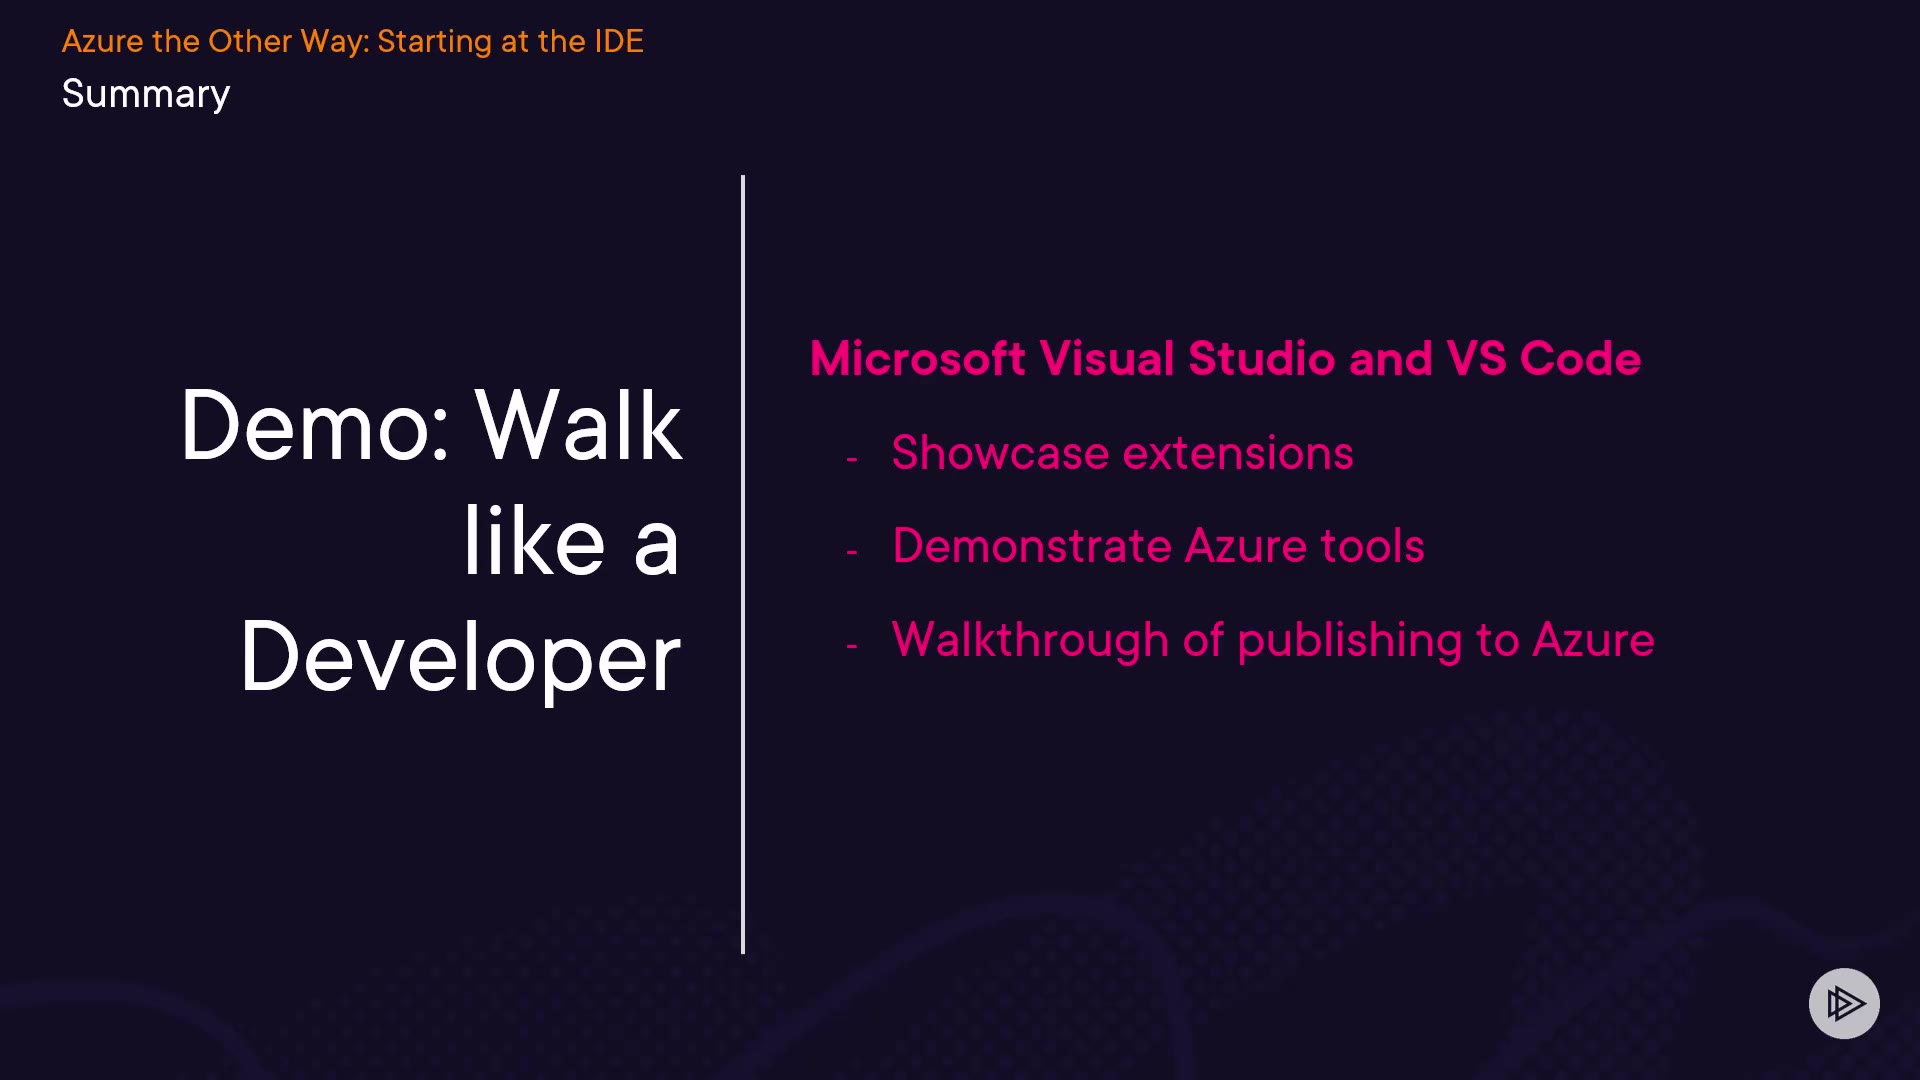 Azure the Other Way: Starting at the IDE
Summary
Demo: Walk
like a
Developer
Microsoft Visual Studio and VS Code
- Showcase extensions
- Demonstrate Azure tools
- Walkthrough of publishing to Azure